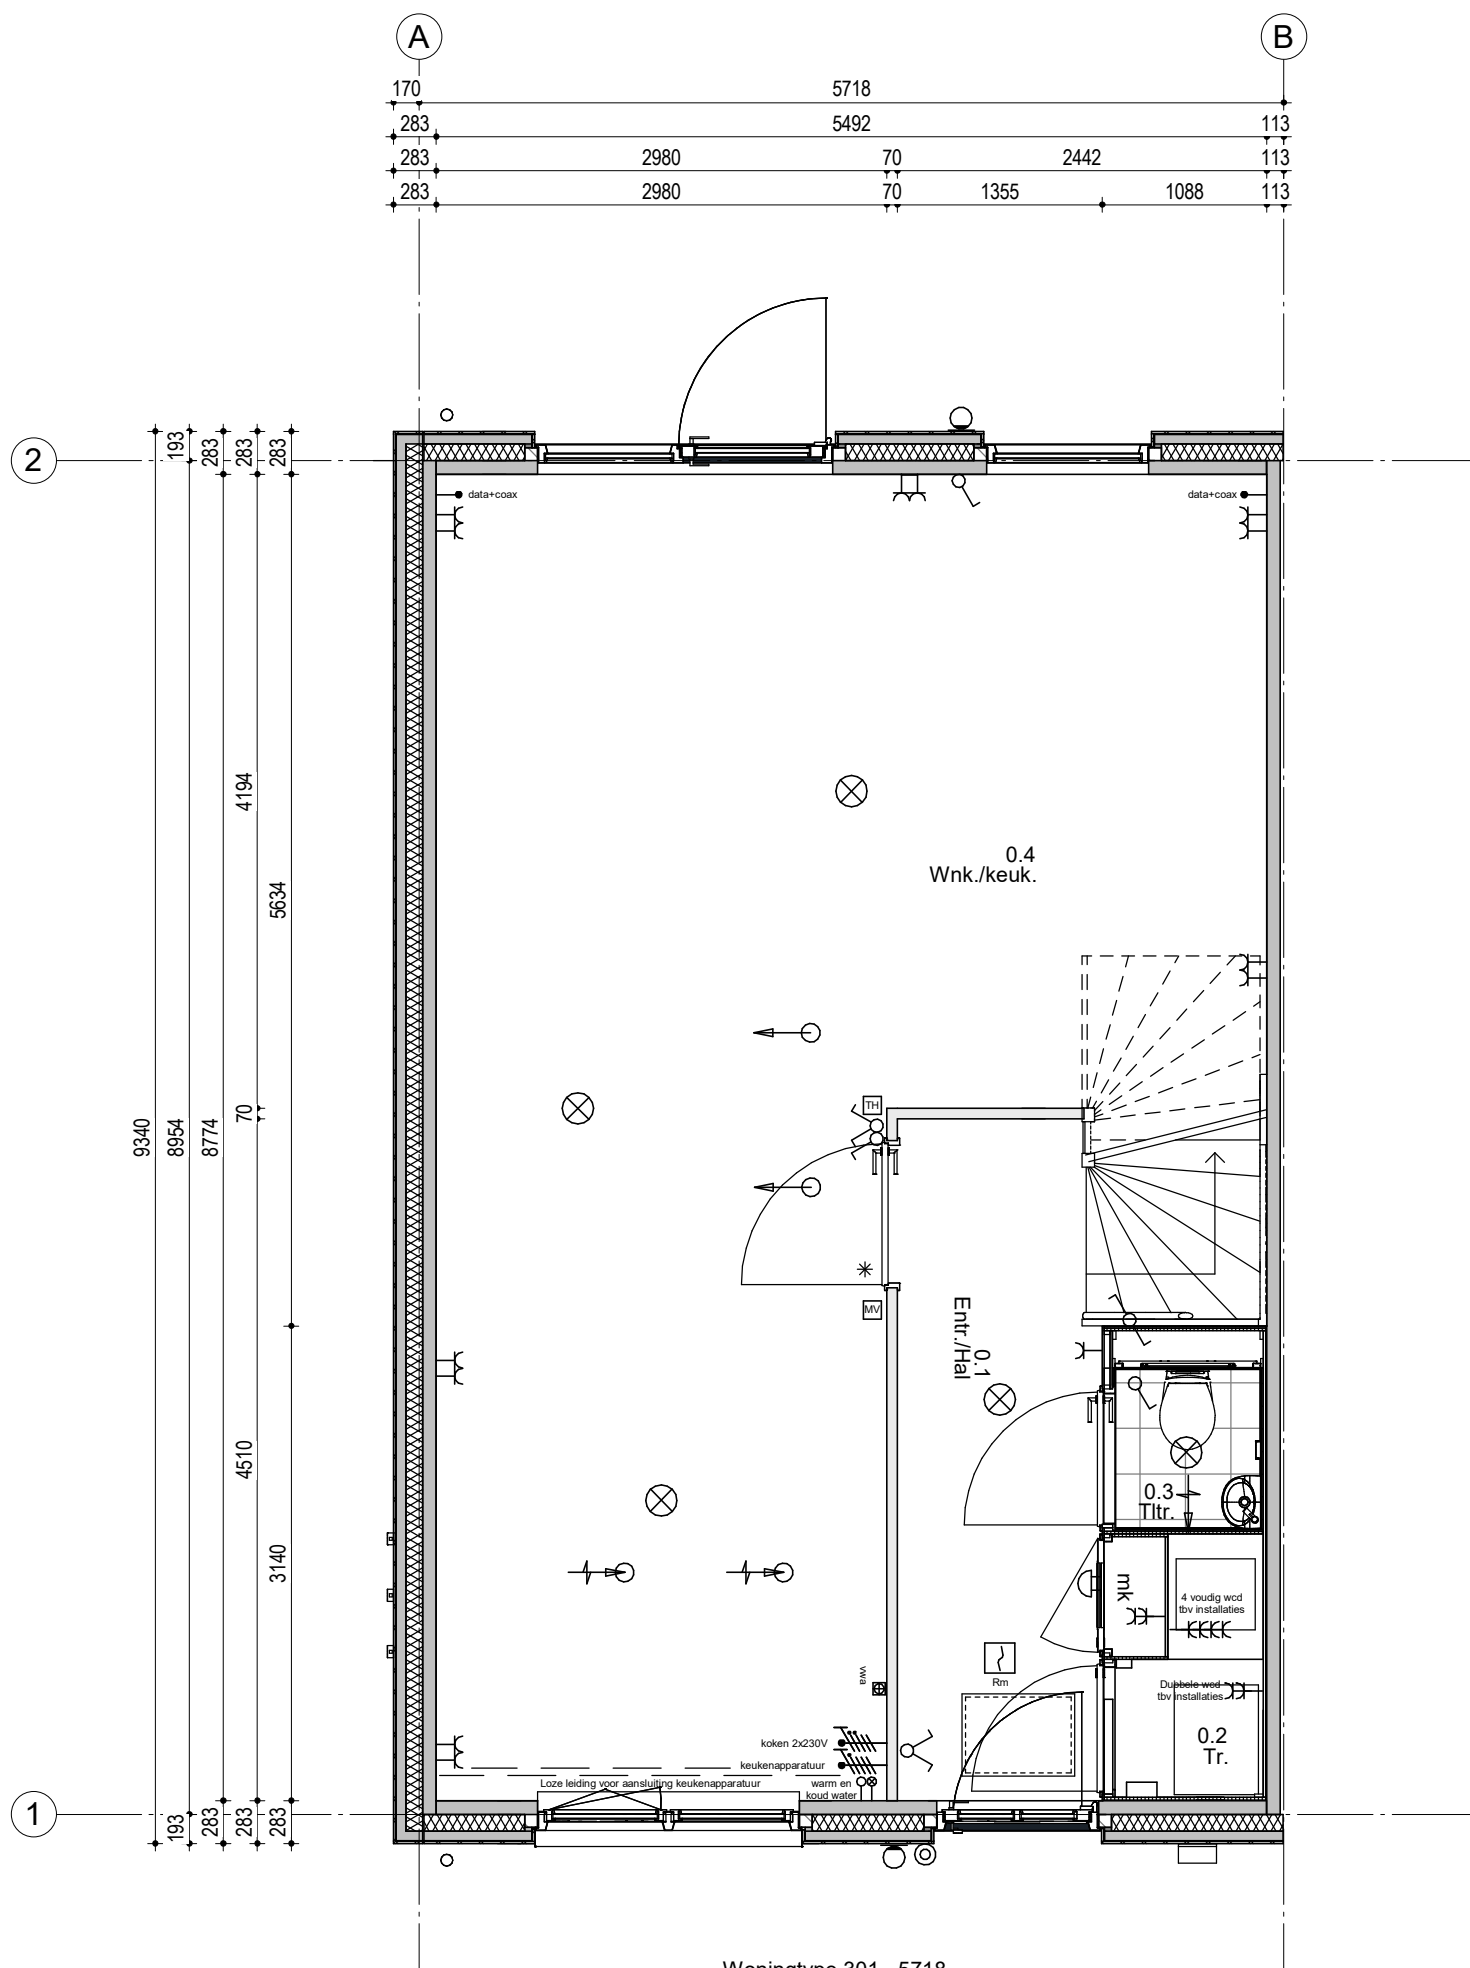 A
B
170
5718
283
5492
113
283
2980
70
2442
113
283
2980
70
1355
1088
113
2
193
283
283
283
data+coax
data+coax
4194
0.4
Wnk./keuk.
5634
TH
70
9340
8954
8774
MV
Entr./Hal
0.1
4510
0.3
Tltr.
3140
mk
4 voudig wcd
tbv installaties
vwa
Rm
Dubbele wcd
tbv installaties
0.2
Tr.
koken 2x230V
keukenapparatuur
Loze leiding voor aansluiting keukenapparatuur
warm en
koud water
1
193
283
283
283
Woningtype 301 - 5718